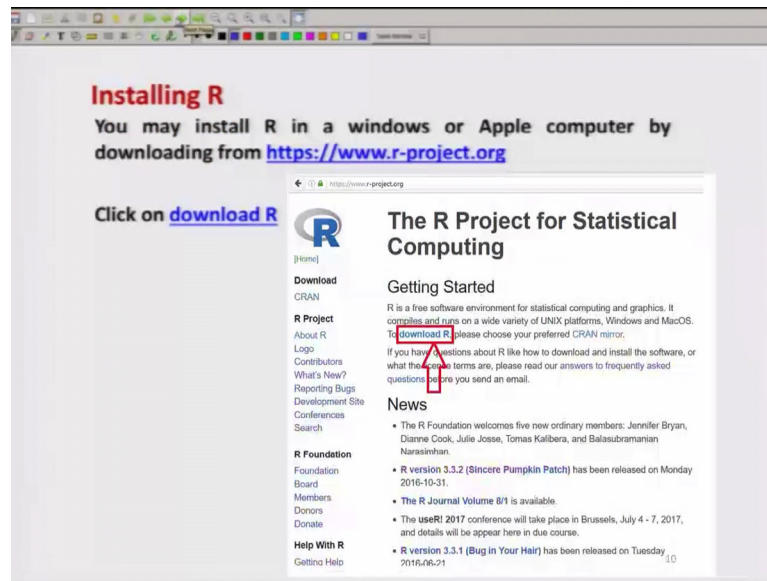 Installing R
You may install R in a windows or Apple computer by
downloading from https://www.r-project.org
Click on download R
https://www.r-project.org
R
[Home]
Download
CRAN
R Project
About R
Logo
Contributors
What's New?
Reporting Bugs
Development Site
Conferences
Search
R Foundation
Foundation
Board
Members
Donors
Donate
Help With R
Getting Help
The R Project for Statistical
Computing
Getting Started
R is a free software environment for statistical computing and graphics. It
compiles and runs on a wide variety of UNIX platforms, Windows and MacOS.
To download R, please choose your preferred CRAN mirror.
If you have questions about R like how to download and install the software, or
what the license terms are, please read our answers to frequently asked
questions before you send an email.
News
• The R Foundation welcomes five new ordinary members: Jennifer Bryan,
Dianne Cook, Julie Josse, Tomas Kalibera, and Balasubramanian
Narasimhan.
• R version 3.3.2 (Sincere Pumpkin Patch) has been released on Monday
2016-10-31.
• The R Journal Volume 8/1 is available.
• The useR! 2017 conference will take place in Brussels, July 4 - 7, 2017,
and details will be appear here in due course.
• R version 3.3.1 (Bug in Your Hair) has been released on Tuesday
2016-06-21
10